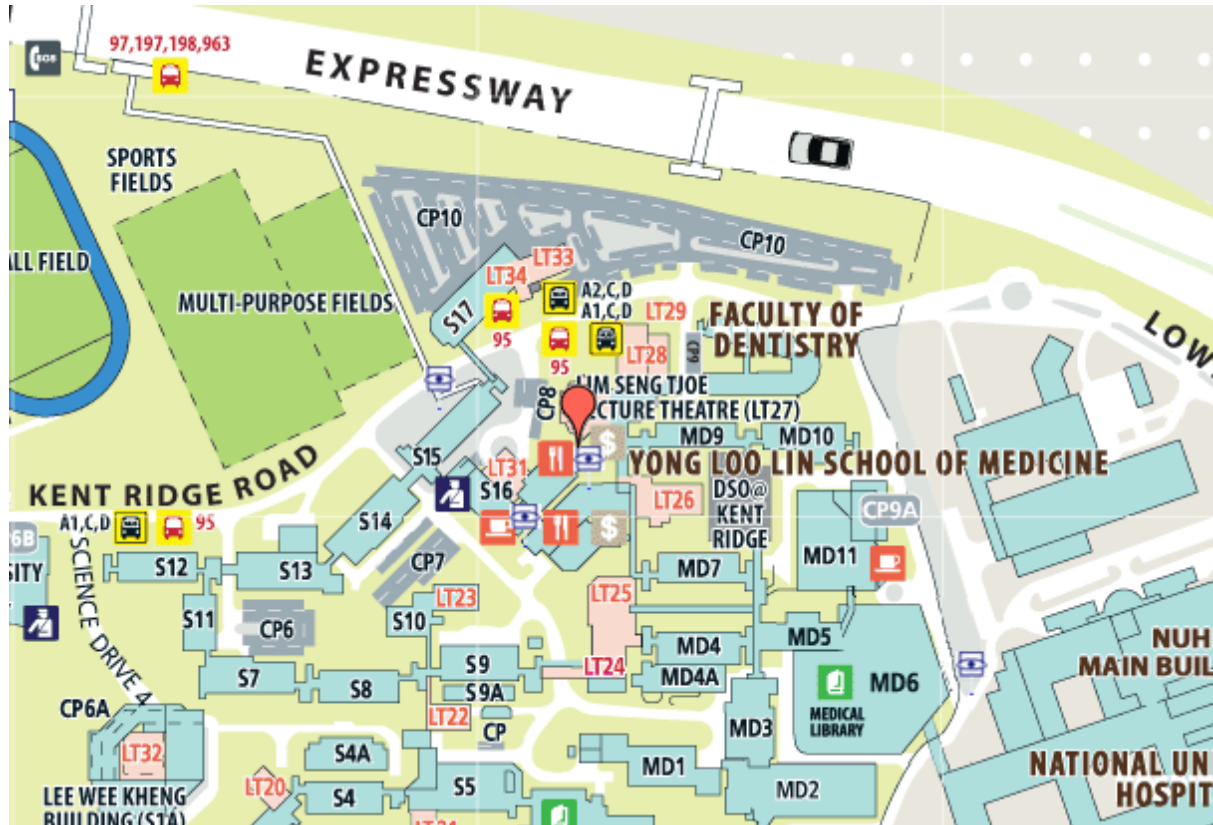 97,197,198,963
SOS
EXPRESSWAY
SPORTS
FIELDS
CP10
CP10
ALL FIELD
MULTI-PURPOSE FIELDS
LT33
LT34
S17
95
A2,C,D
A1,C,D
95
LT29
LT28
CP9
FACULTY OF
DENTISTRY
LOW
CP8
LIM SENG TJOE
LECTURE THEATRE (LT27)
MD9
MD10
$
YONG LOO LIN SCHOOL OF MEDICINE
S15
LT31
S16
LT26
DSO@
KENT
RIDGE
CP9A
KENT RIDGE ROAD
A1,C,D
95
S14
$
MD11
6B
SITY
SCIENCE DRIVE 4
S12
S13
CP7
MD7
LT23
LT25
S11
CP6
S10
MD5
MD4
S9
LT24
NUH
MAIN BUIL
S7
S8
S9A
MD4A
MD6
MEDICAL
LIBRARY
CP6A
LT22
CP
MD3
LT32
S4A
MD1
NATIONAL UN
HOSPIT
LT20
S4
S5
MD2
LEE WEE KHENG
BUILDING (S1A)
LT21